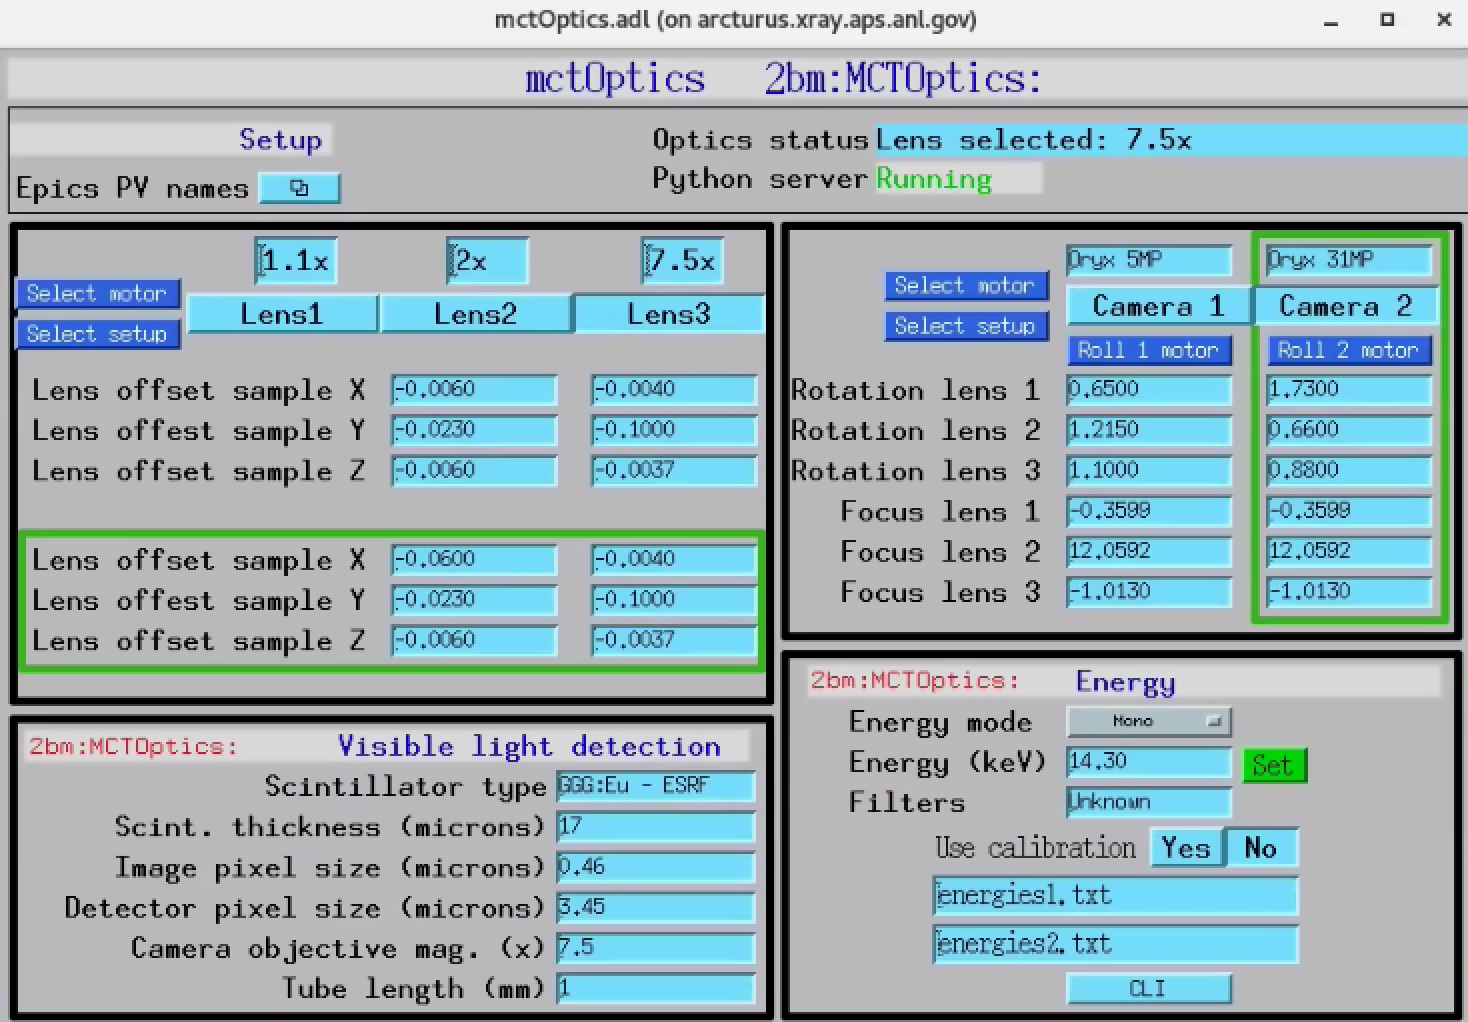 mctOptics.adl (on arcturus.xray.aps.anl.gov)
mctOptics 2bm:MCTOptics:
Setup
Optics status Lens selected: 7.5x
Epics PV names
Python server Running
1.1x 2x 7.5x
Select motor
Select setup
Lens1 Lens2 Lens3
Lens offset sample X -0.0060 -0.0040
Lens offest sample Y -0.0230 -0.1000
Lens offset sample Z -0.0060 -0.0037
Lens offset sample X -0.0600 -0.0040
Lens offest sample Y -0.0230 -0.1000
Lens offset sample Z -0.0060 -0.0037
Oryx 5MP Oryx 31MP
Select motor
Select setup
Camera 1 Camera 2
Roll 1 motor Roll 2 motor
Rotation lens 1 0.6500 1.7300
Rotation lens 2 1.2150 0.6600
Rotation lens 3 1.1000 0.8800
Focus lens 1 -0.3599 -0.3599
Focus lens 2 12.0592 12.0592
Focus lens 3 -1.0130 -1.0130
2bm:MCTOptics: Visible light detection
Scintillator type GGG:Eu - ESRF
Scint. thickness (microns) 17
Image pixel size (microns) 0.46
Detector pixel size (microns) 3.45
Camera objective mag. (x) 7.5
Tube length (mm) 1
2bm:MCTOptics: Energy
Energy mode Mono
Energy (keV) 14.30 Set
Filters Unknown
Use calibration Yes No
energies1.txt
energies2.txt
CLI